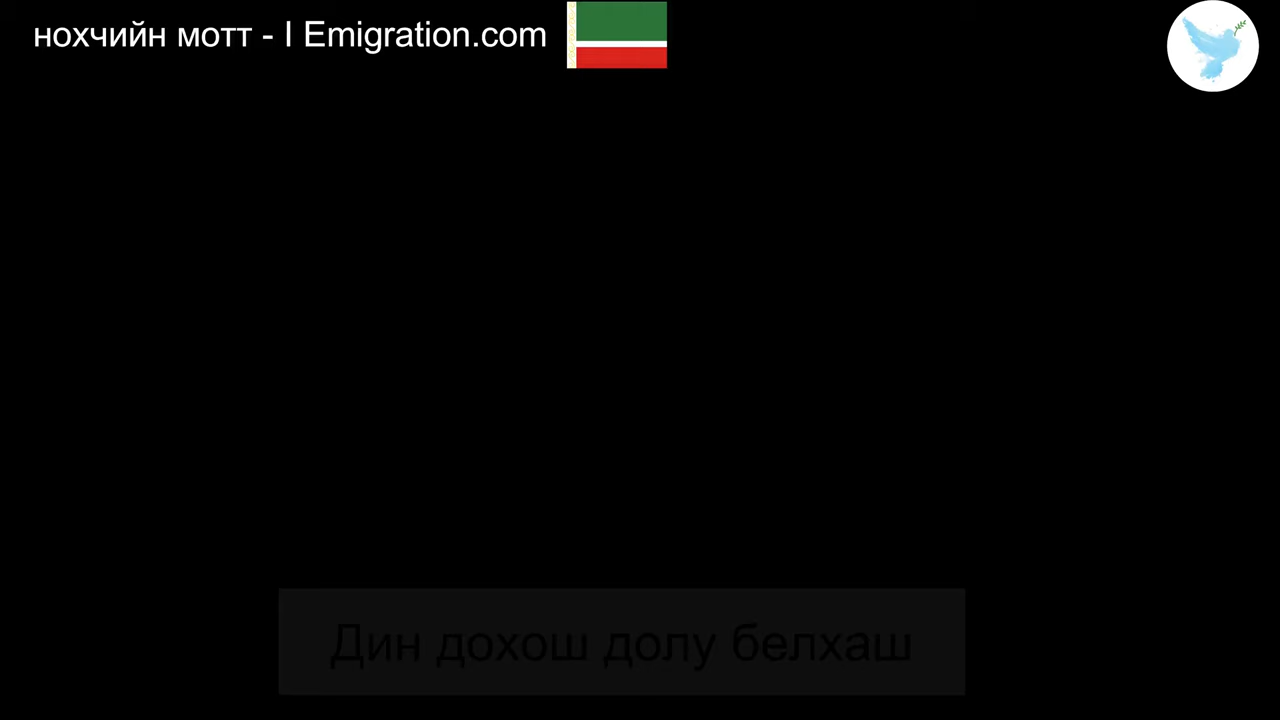 нохчийн мотт - I Emigration.com
Дин дохош долу белхаш